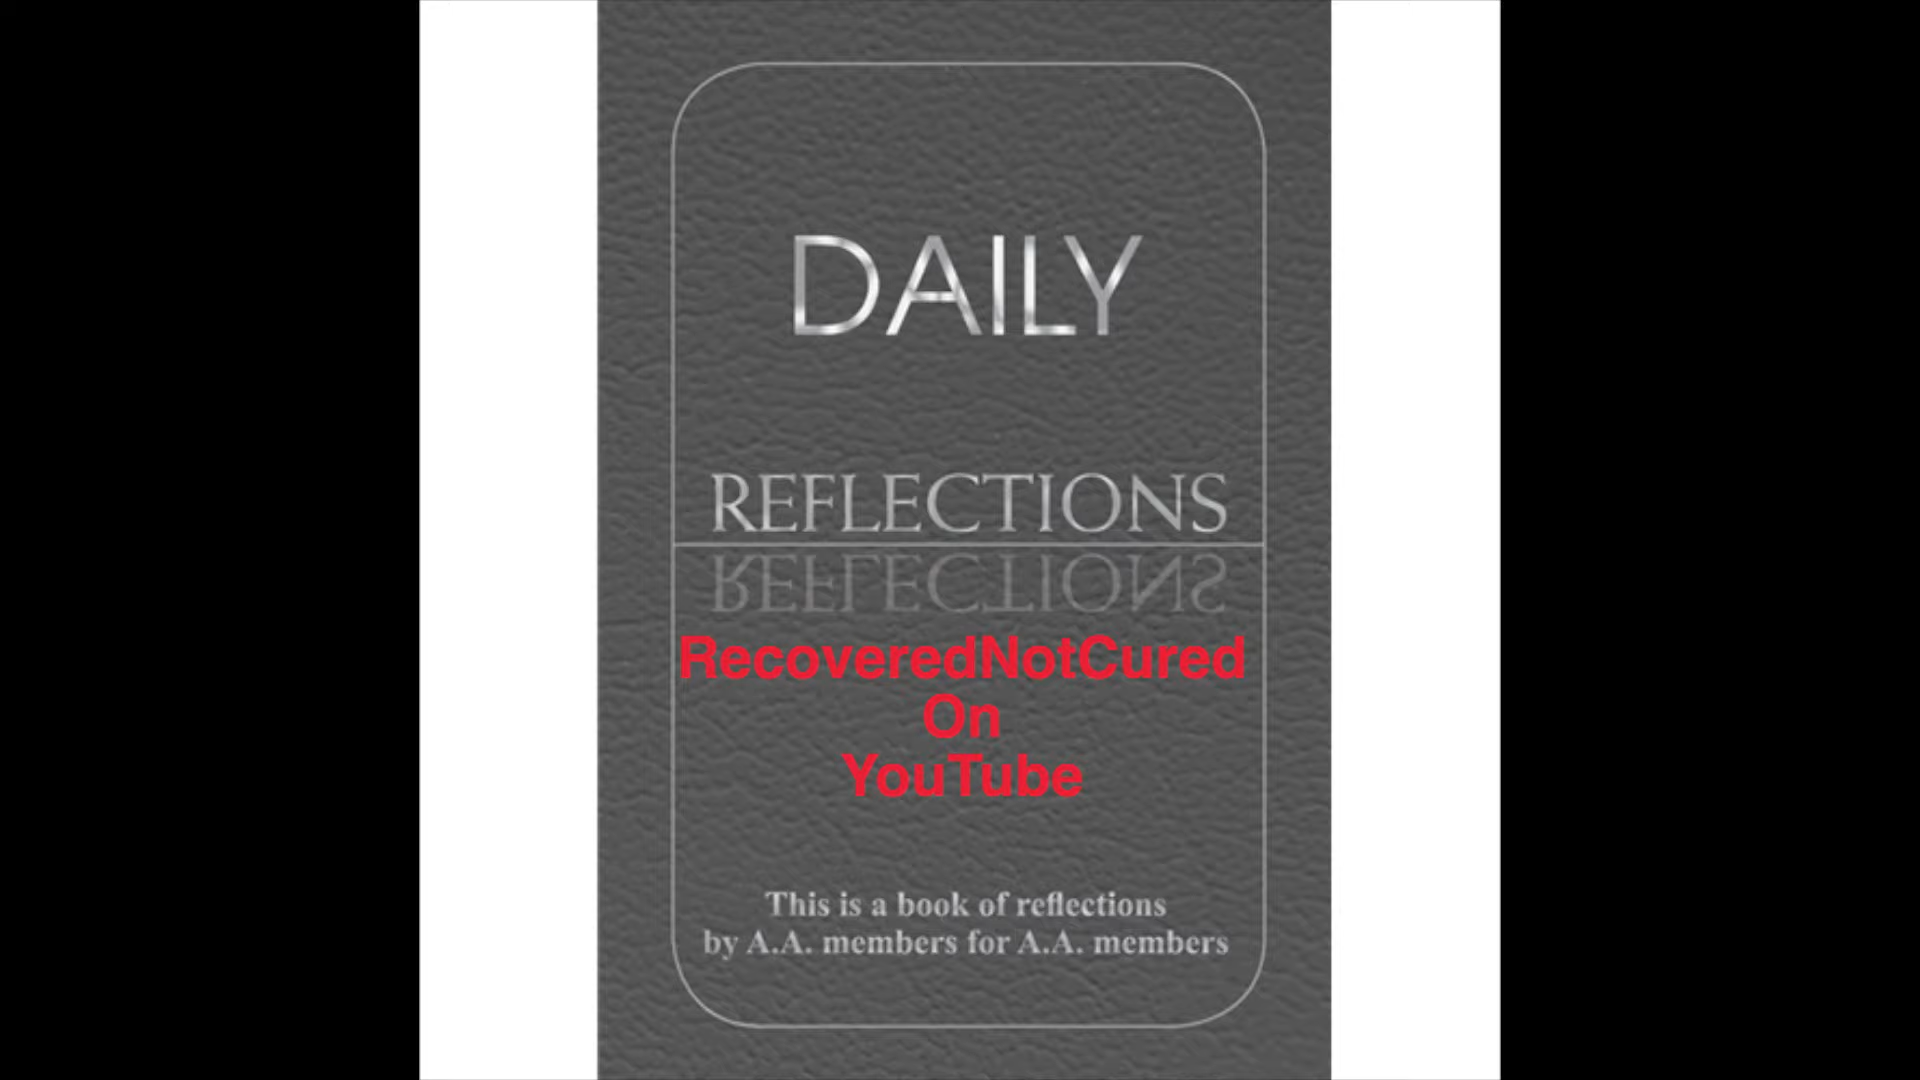 DAILY
REFLECTIONS
REFLECTIONS
RecoveredNotCured
On
YouTube
This is a book of reflections
by A.A. members for A.A. members